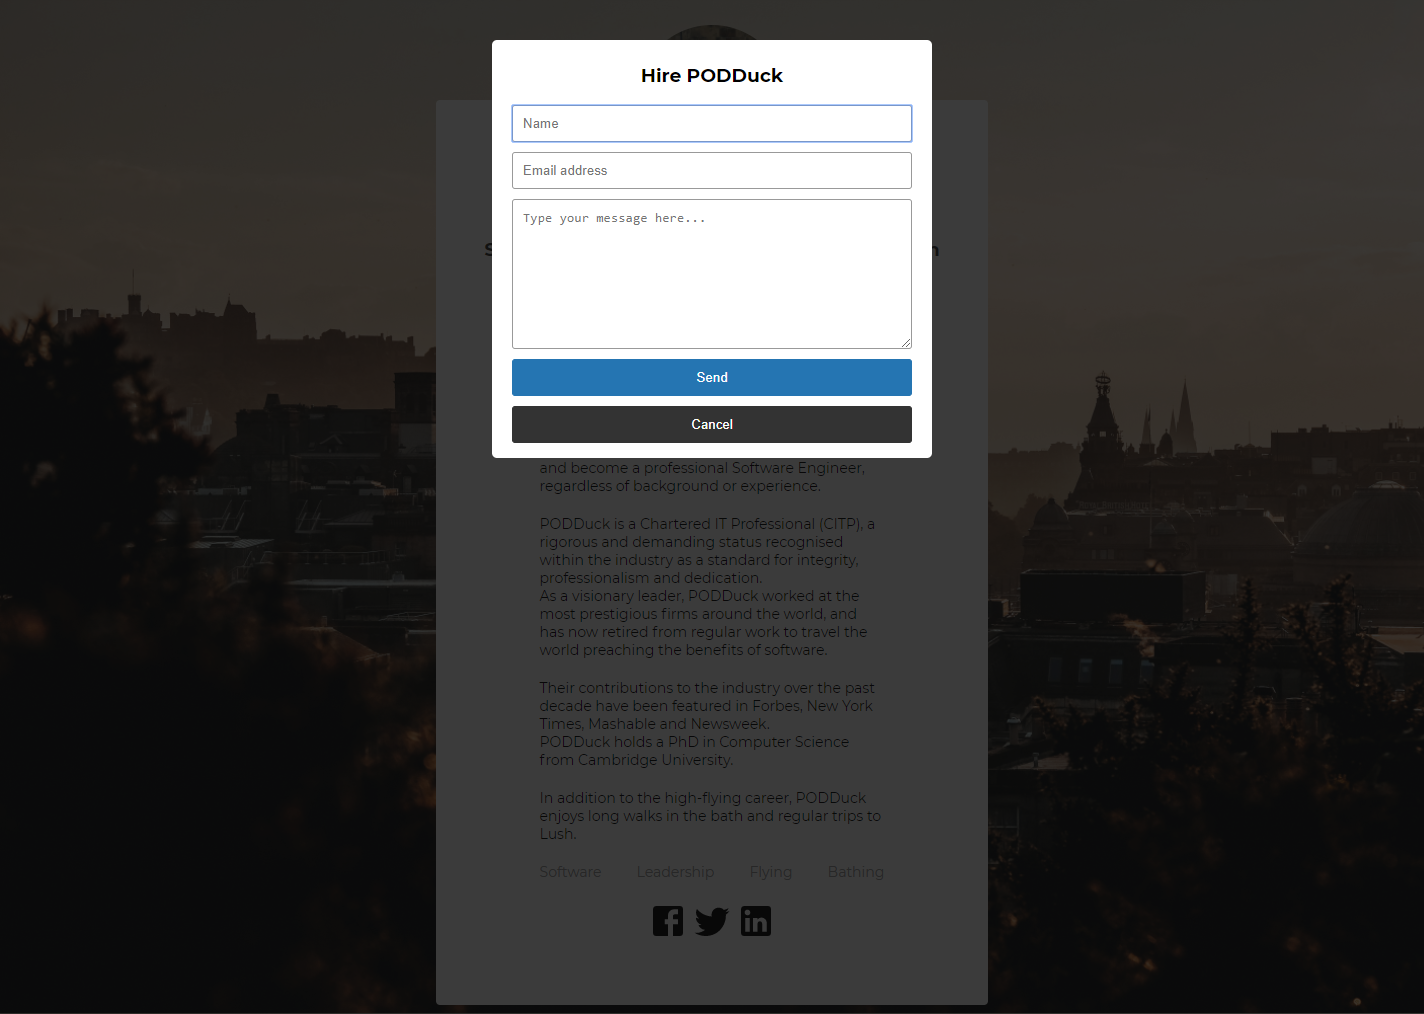 Hire PODDuck
Name
Email address
Type your message here...
Send
Cancel
and become a professional Software Engineer,
regardless of background or experience.
PODDuck is a Chartered IT Professional (CITP), a
rigorous and demanding status recognised
within the industry as a standard for integrity,
professionalism and dedication.
As a visionary leader, PODDuck worked at the
most prestigious firms around the world, and
has now retired from regular work to travel the
world preaching the benefits of software.
Their contributions to the industry over the past
decade have been featured in Forbes, New York
Times, Mashable and Newsweek.
PODDuck holds a PhD in Computer Science
from Cambridge University.
In addition to the high-flying career, PODDuck
enjoys long walks in the bath and regular trips to
Lush.
Software Leadership Flying Bathing